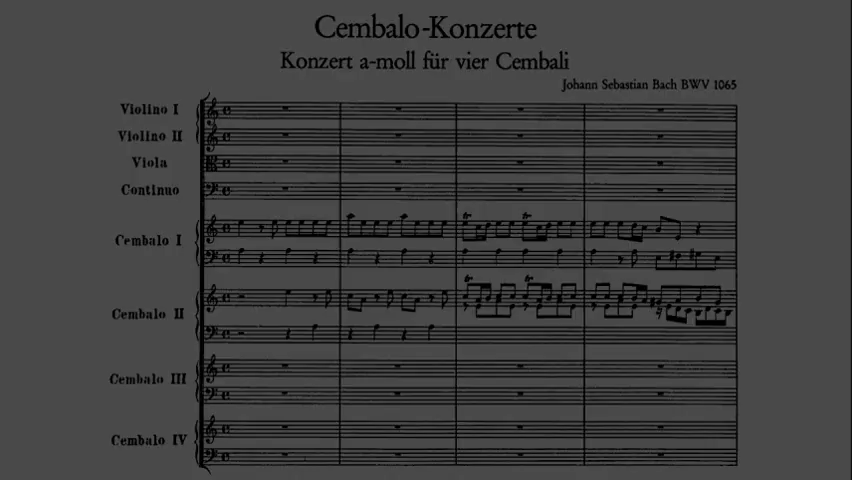 Cembalo-Konzerte
Konzert a-moll für vier Cembali
Johann Sebastian Bach BWV 1065
Violino I
Violino II
Viola
Continuo
Cembalo I
Cembalo II
Cembalo III
Cembalo IV